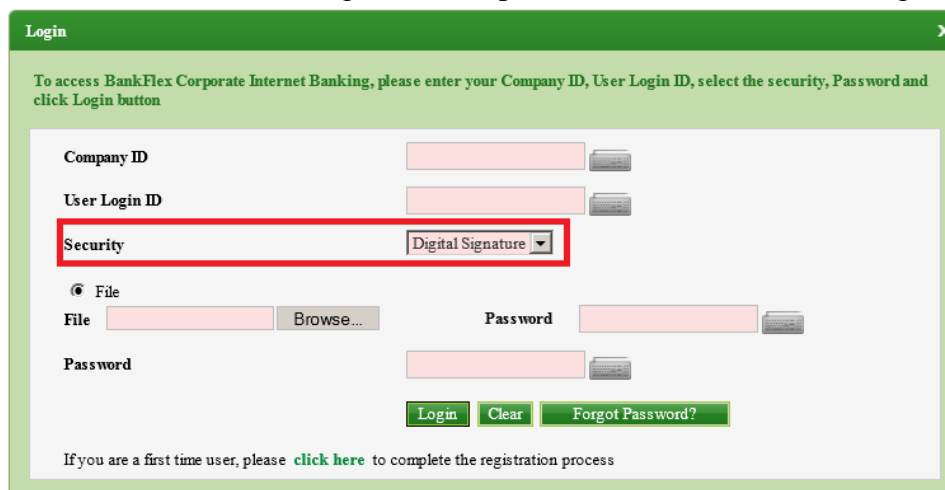 Login X
To access BankFlex Corporate Internet Banking, please enter your Company ID, User Login ID, select the security, Password and
click Login button
Company ID
User Login ID
Security Digital Signature
File
File Browse... Password
Password
Login Clear Forgot Password?
If you are a first time user, please click here to complete the registration process